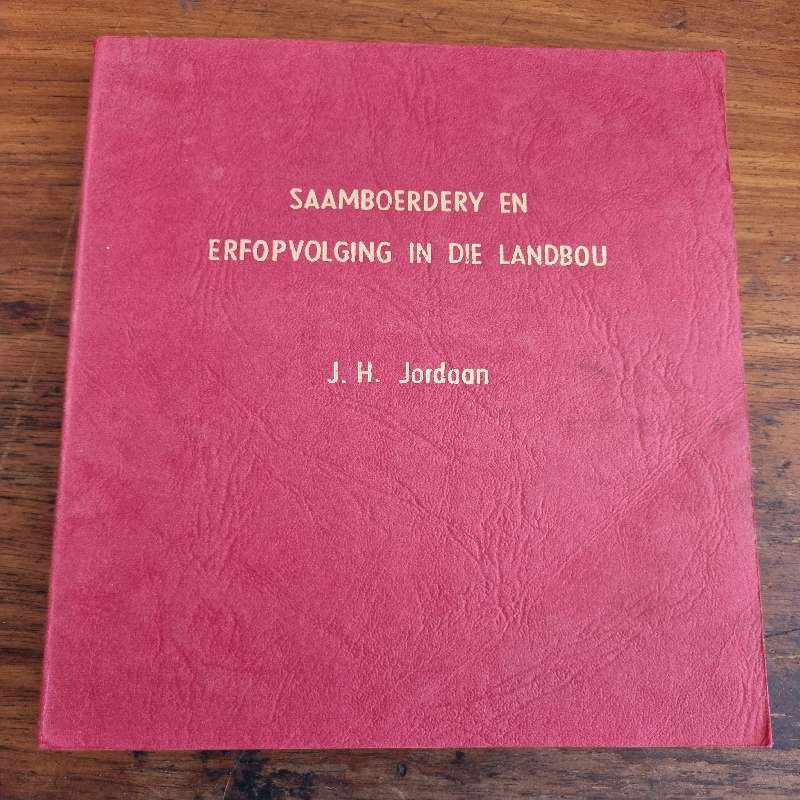 SAAMBOERDERY EN
ERFOPVOLGING IN DIE LANDBOU
J. H. Jordaan